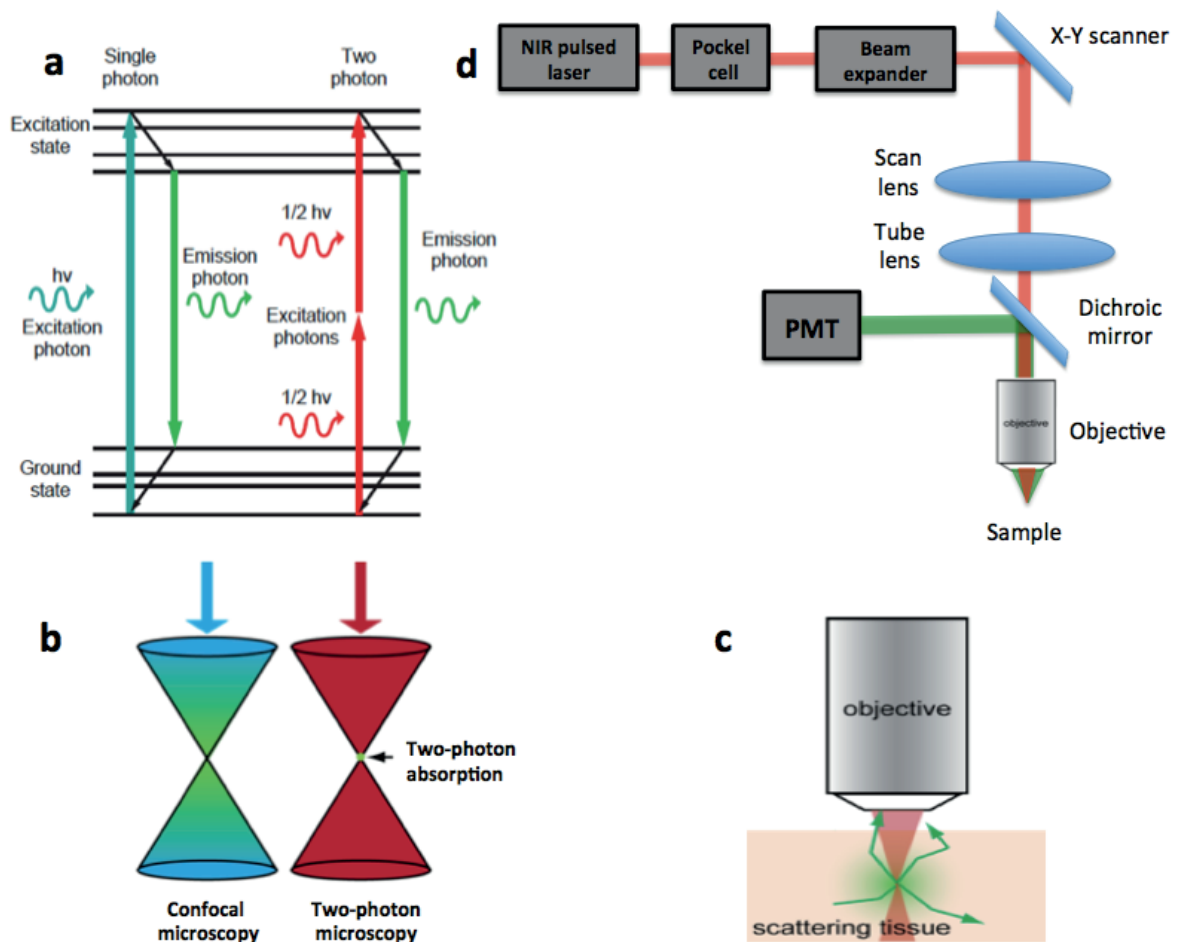 a
Single
photon
Two
photon
Excitation
state
1/2 hv
hv
Emission
photon
Emission
photon
Excitation
photon
Excitation
photons
1/2 hv
Ground
state
d
NIR pulsed
laser
Pockel
cell
Beam
expander
X-Y scanner
Scan
lens
Tube
lens
PMT
Dichroic
mirror
objective
Objective
Sample
b
Two-photon
absorption
Confocal
microscopy
Two-photon
microscopy
c
objective
scattering tissue